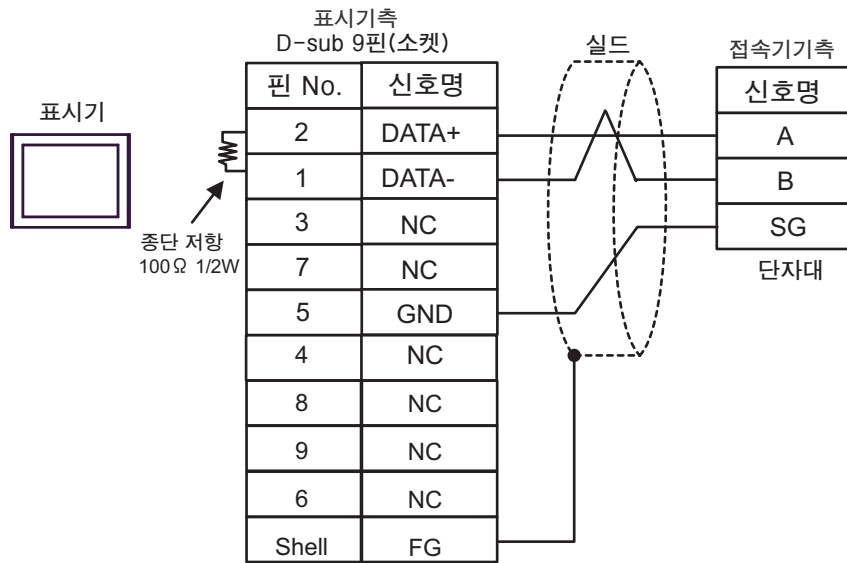 표시기측
D-sub 9핀(소켓)
실드
접속기기측
표시기
핀 No. 신호명
신호명
2 DATA+
A
1 DATA-
B
3 NC
SG
종단 저항
100Ω 1/2W
7 NC
단자대
5 GND
4 NC
8 NC
9 NC
6 NC
Shell FG